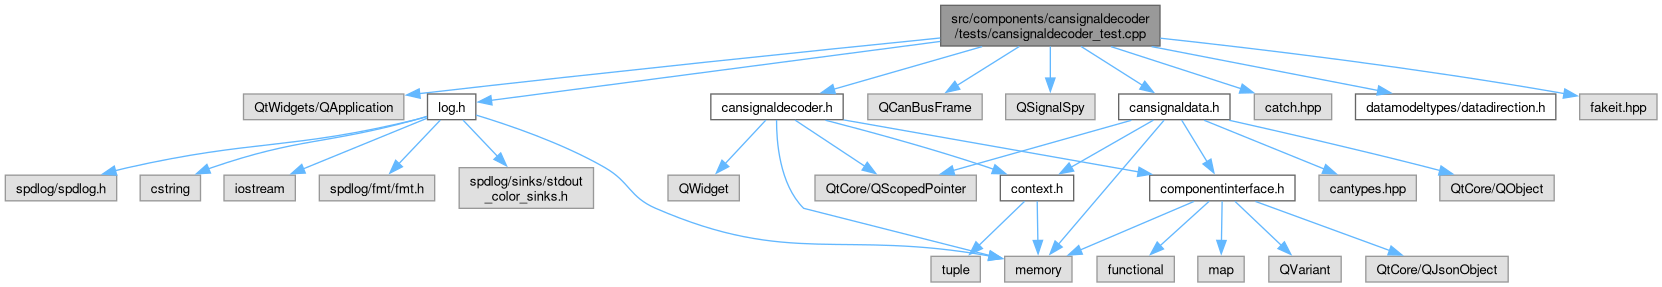 src/components/cansignaldecoder
/tests/cansignaldecoder_test.cpp
QtWidgets/QApplication
log.h
cansignaldecoder.h
QCanBusFrame
QSignalSpy
cansignaldata.h
catch.hpp
datamodeltypes/datadirection.h
fakeit.hpp
spdlog/spdlog.h
cstring
iostream
spdlog/fmt/fmt.h
spdlog/sinks/stdout
_color_sinks.h
QWidget
QtCore/QScopedPointer
context.h
componentinterface.h
cantypes.hpp
QtCore/QObject
tuple
memory
functional
map
QVariant
QtCore/QJsonObject